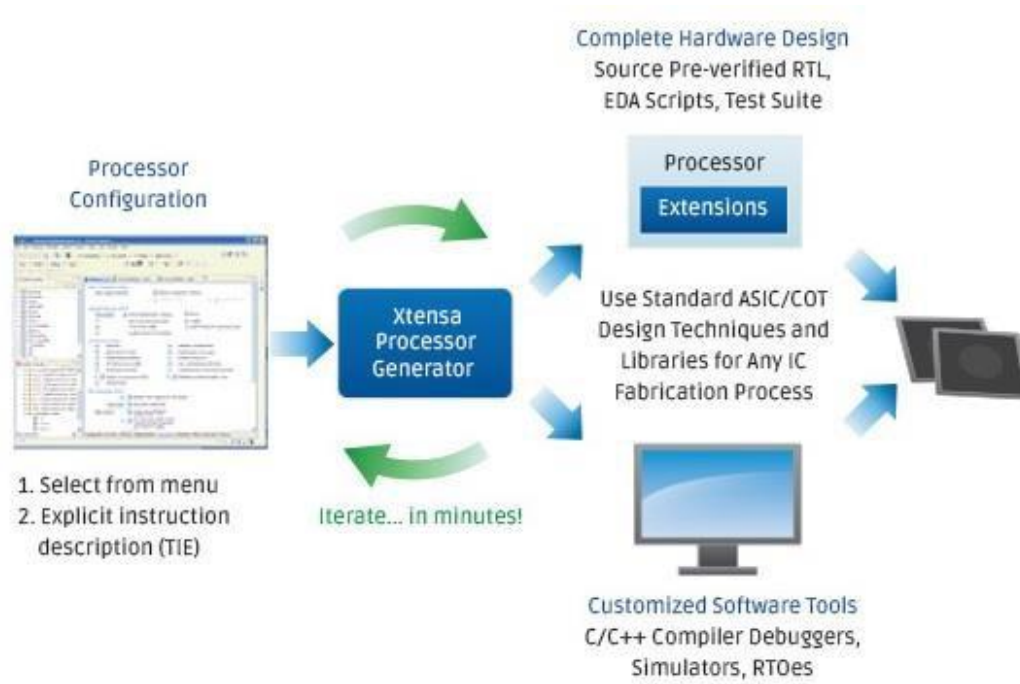 Complete Hardware Design
Source Pre-verified RTL,
EDA Scripts, Test Suite
Processor
Configuration
Processor
Extensions
Xtensa
Processor
Generator
Use Standard ASIC/COT
Design Techniques and
Libraries for Any IC
Fabrication Process
1. Select from menu
2. Explicit instruction
description (TIE)
Iterate... in minutes!
Customized Software Tools
C/C++ Compiler Debuggers,
Simulators, RTOes